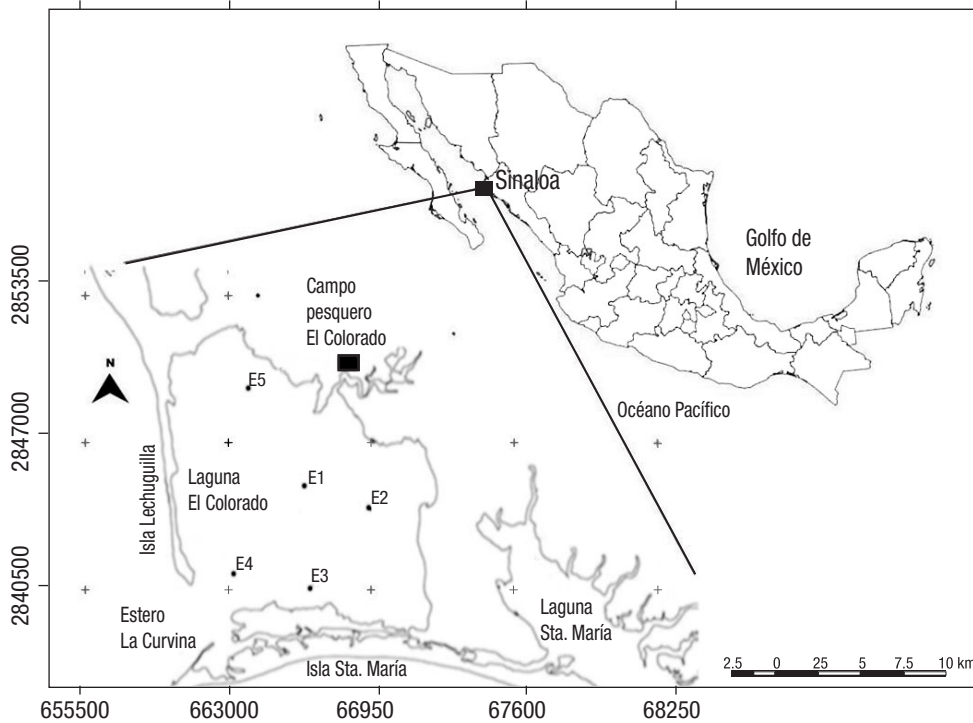 Sinaloa
Golfo de
México
2853500
Campo
pesquero
El Colorado
N
E5
Océano Pacífico
2847000
Isla Lechuguilla
Laguna
El Colorado
E1
E2
E4
E3
2840500
Estero
La Curvina
Laguna
Sta. María
Isla Sta. María
2.5 0 25 5 7.5 10 km
655500 663000 66950 67600 68250